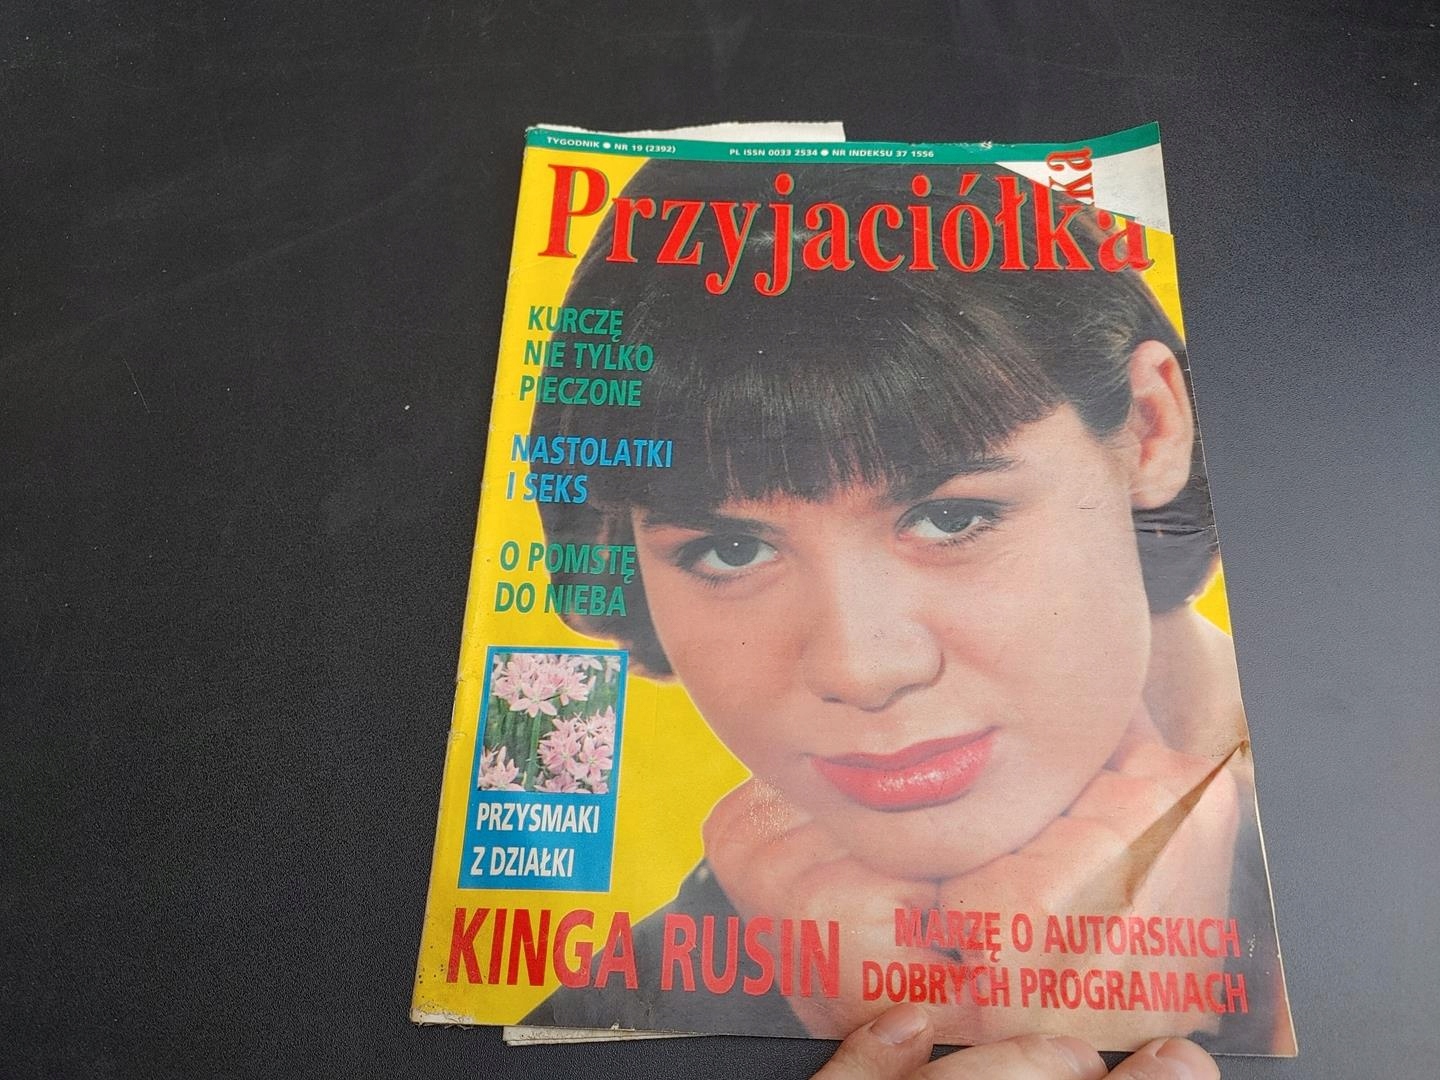 TYGODNIK ● NR 19 (2392) PL ISSN 0033 2534 ● NR INDEKSU 37 1556
Przyjaciółka
ka
KURCZĘ
NIE TYLKO
PIECZONE
NASTOLATKI
I SEKS
O POMSTĘ
DO NIEBA
PRZYSMAKI
Z DZIAŁKI
KINGA RUSIN
MARZĘ O AUTORSKICH
DOBRYCH PROGRAMACH